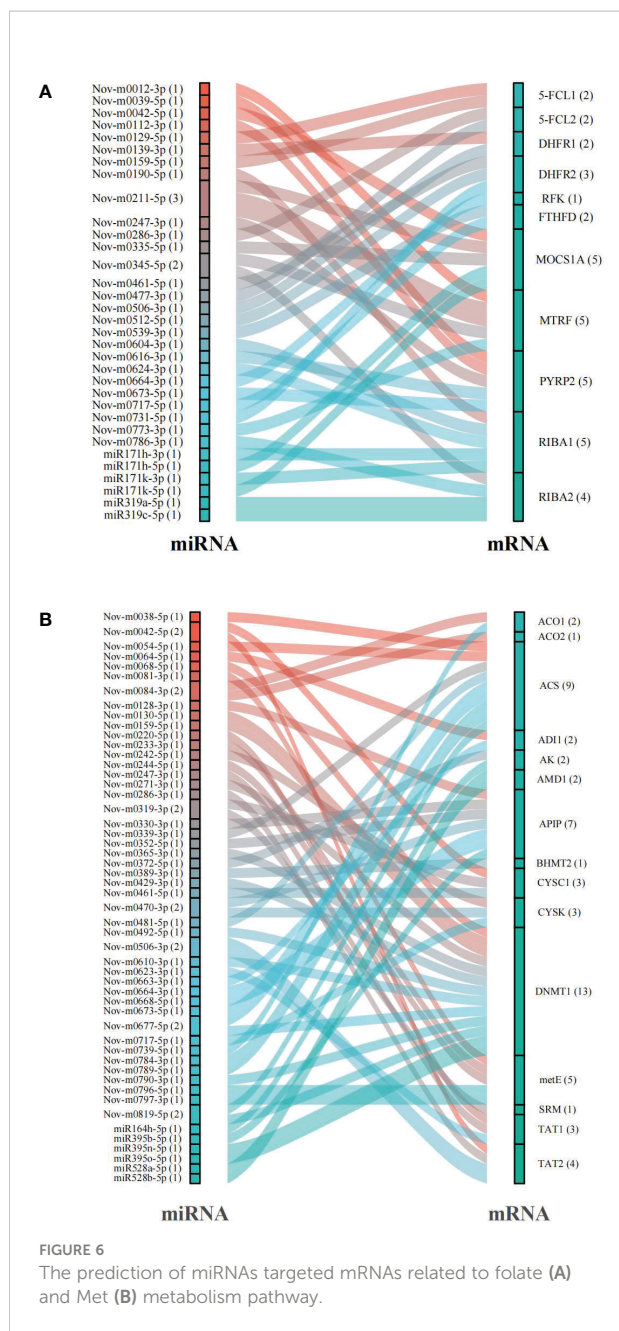 A
Nov-m0012-3p (1)
Nov-m0039-5p (1)
Nov-m0042-5p (1)
Nov-m0112-3p (1)
Nov-m0129-5p (1)
Nov-m0139-3p (1)
Nov-m0159-5p (1)
Nov-m0190-5p (1)
Nov-m0211-5p (3)
Nov-m0247-3p (1)
Nov-m0286-3p (1)
Nov-m0335-5p (1)
Nov-m0345-5p (2)
Nov-m0461-5p (1)
Nov-m0477-3p (1)
Nov-m0506-3p (1)
Nov-m0512-5p (1)
Nov-m0539-3p (1)
Nov-m0604-3p (1)
Nov-m0616-3p (1)
Nov-m0624-3p (1)
Nov-m0664-3p (1)
Nov-m0673-5p (1)
Nov-m0717-5p (1)
Nov-m0731-5p (1)
Nov-m0773-3p (1)
Nov-m0786-3p (1)
miR171h-3p (1)
miR171h-5p (1)
miR171k-3p (1)
miR171k-5p (1)
miR319a-5p (1)
miR319c-5p (1)
5-FCL1 (2)
5-FCL2 (2)
DHFR1 (2)
DHFR2 (3)
RFK (1)
FTHFD (2)
MOCS1A (5)
MTRF (5)
PYRP2 (5)
RIBA1 (5)
RIBA2 (4)
miRNA
mRNA
B
Nov-m0038-5p (1)
Nov-m0042-5p (2)
Nov-m0054-5p (1)
Nov-m0064-5p (1)
Nov-m0068-5p (1)
Nov-m0081-3p (1)
Nov-m0084-3p (2)
Nov-m0128-3p (1)
Nov-m0130-5p (1)
Nov-m0159-5p (1)
Nov-m0220-5p (1)
Nov-m0233-3p (1)
Nov-m0242-5p (1)
Nov-m0244-5p (1)
Nov-m0247-3p (1)
Nov-m0271-3p (1)
Nov-m0286-3p (1)
Nov-m0319-3p (2)
Nov-m0330-3p (1)
Nov-m0339-3p (1)
Nov-m0352-5p (1)
Nov-m0365-3p (1)
Nov-m0372-5p (1)
Nov-m0389-3p (1)
Nov-m0429-3p (1)
Nov-m0461-5p (1)
Nov-m0470-3p (2)
Nov-m0481-5p (1)
Nov-m0492-5p (1)
Nov-m0506-3p (2)
Nov-m0610-3p (1)
Nov-m0623-3p (1)
Nov-m0663-3p (1)
Nov-m0664-3p (1)
Nov-m0668-5p (1)
Nov-m0673-5p (1)
Nov-m0677-5p (2)
Nov-m0717-5p (1)
Nov-m0739-5p (1)
Nov-m0784-3p (1)
Nov-m0789-5p (1)
Nov-m0790-3p (1)
Nov-m0796-5p (1)
Nov-m0797-3p (1)
Nov-m0819-5p (2)
miR164h-5p (1)
miR395b-5p (1)
miR395n-5p (1)
miR395o-5p (1)
miR528a-5p (1)
miR528b-5p (1)
ACO1 (2)
ACO2 (1)
ACS (9)
ADI1 (2)
AK (2)
AMD1 (2)
APIP (7)
BHMT2 (1)
CYSC1 (3)
CYSK (3)
DNMT1 (13)
metE (5)
SRM (1)
TAT1 (3)
TAT2 (4)
miRNA
mRNA
FIGURE 6
The prediction of miRNAs targeted mRNAs related to folate (A)
and Met (B) metabolism pathway.